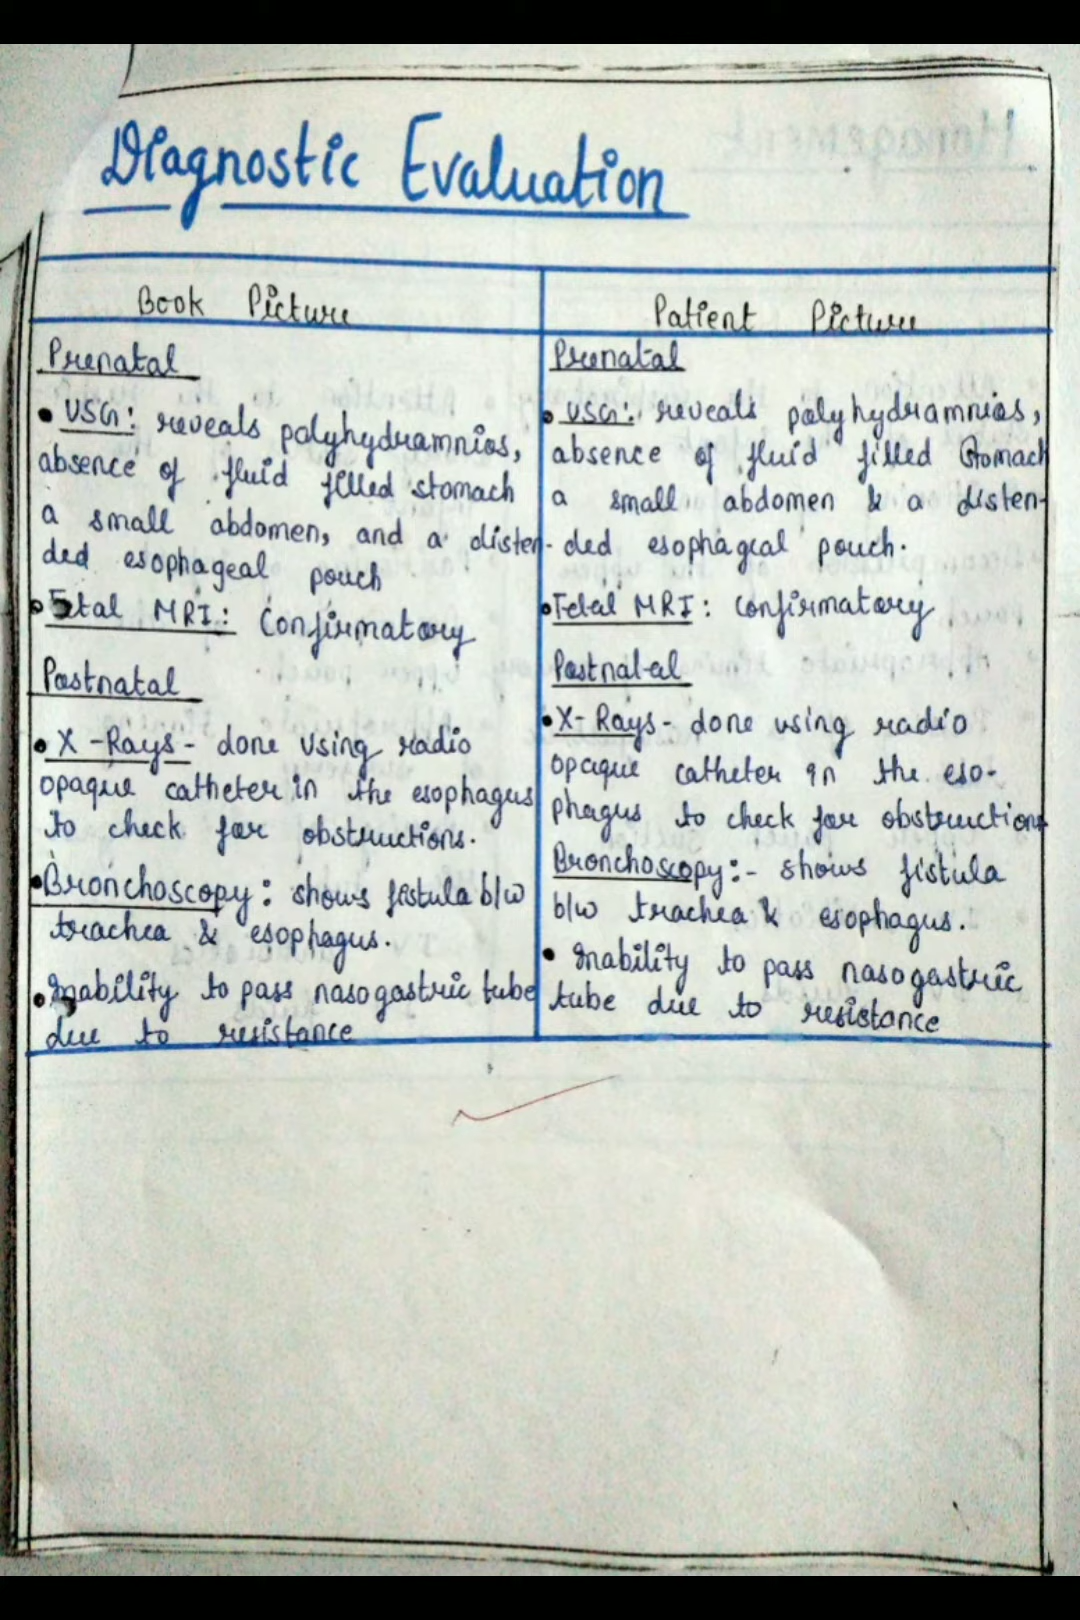 Diagnostic Evaluation
Book Picture
Prenatal
• USG: reveals polyhydramnios,
absence of fluid filled stomach
a small abdomen, and a disten-
ded esophageal pouch
• Fetal MRI: Confirmatory
Postnatal
• X-Rays - done using radio
opaque catheter in the esophagus
to check for obstructions.
• Bronchoscopy: shows fistula b/w
trachea & esophagus.
• Inability to pass nasogastric tube
due to resistance
Patient Picture
Prenatal
• USG: reveals polyhydramnios,
absence of fluid filled Stomach
a small abdomen & a disten-
ded esophageal pouch.
• Fetal MRI: Confirmatory
Postnatal
• X-Rays - done using radio
opaque catheter in the eso-
phagus to check for obstructions
Bronchoscopy:- shows fistula
b/w trachea & esophagus.
• Inability to pass nasogastric
tube due to resistance